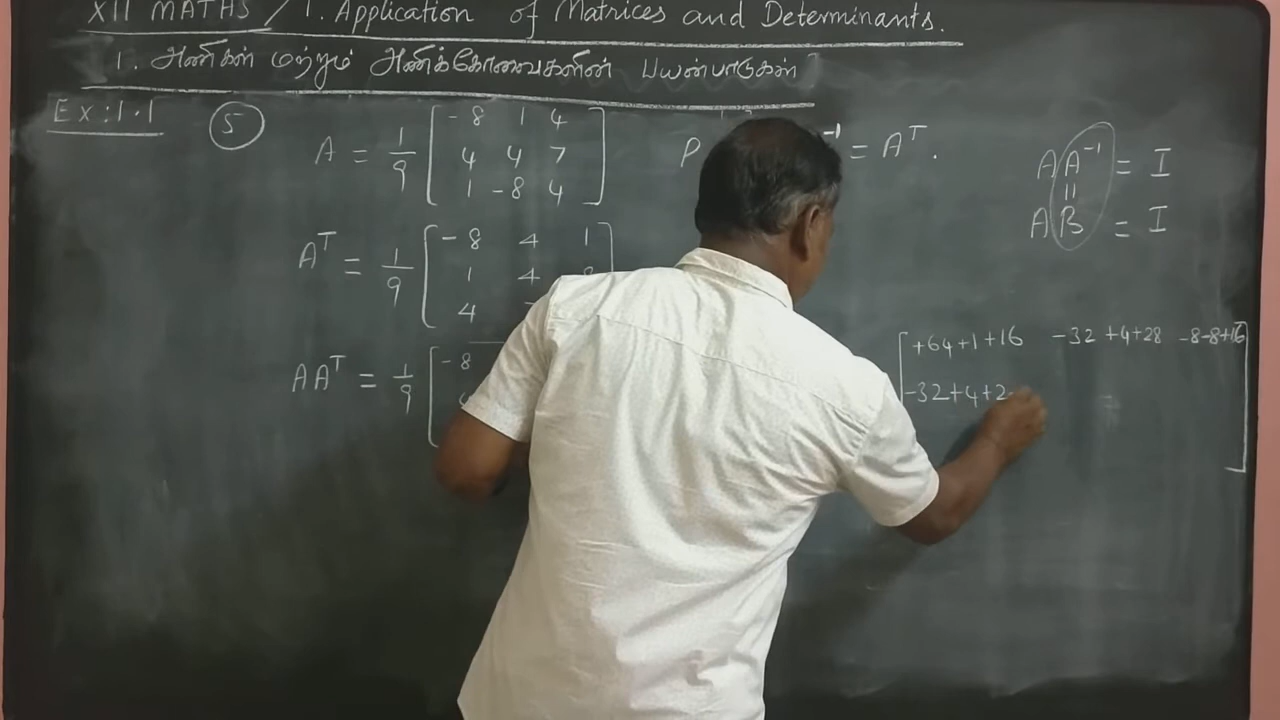 XII MATHS / 1. Application of Matrices and Determinants.
1. அணிகள் மற்றும் அணிக்கோவைகளின் பயன்பாடுகள்
Ex: 1.1 5
A = 1/9 [ -8 1 4
4 4 7
1 -8 4 ]
P -1 = A^T.
A^T = 1/9 [ -8 4 1
1 4
4
AA^T = 1/9 [ -8
[ +64+1+16 -32+4+28 -8-8+16
-32+4+2 ]
AA^-1 = I
||
AB = I